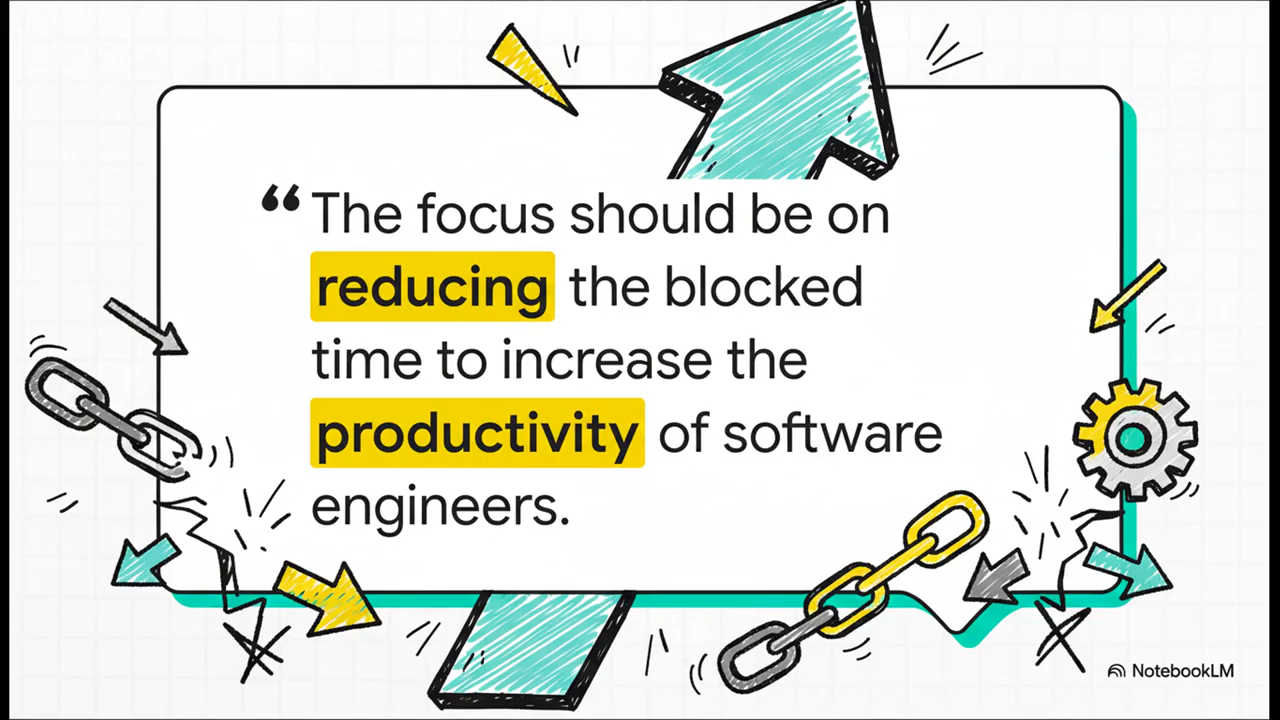 “The focus should be on
reducing the blocked
time to increase the
productivity of software
engineers.
NotebookLM